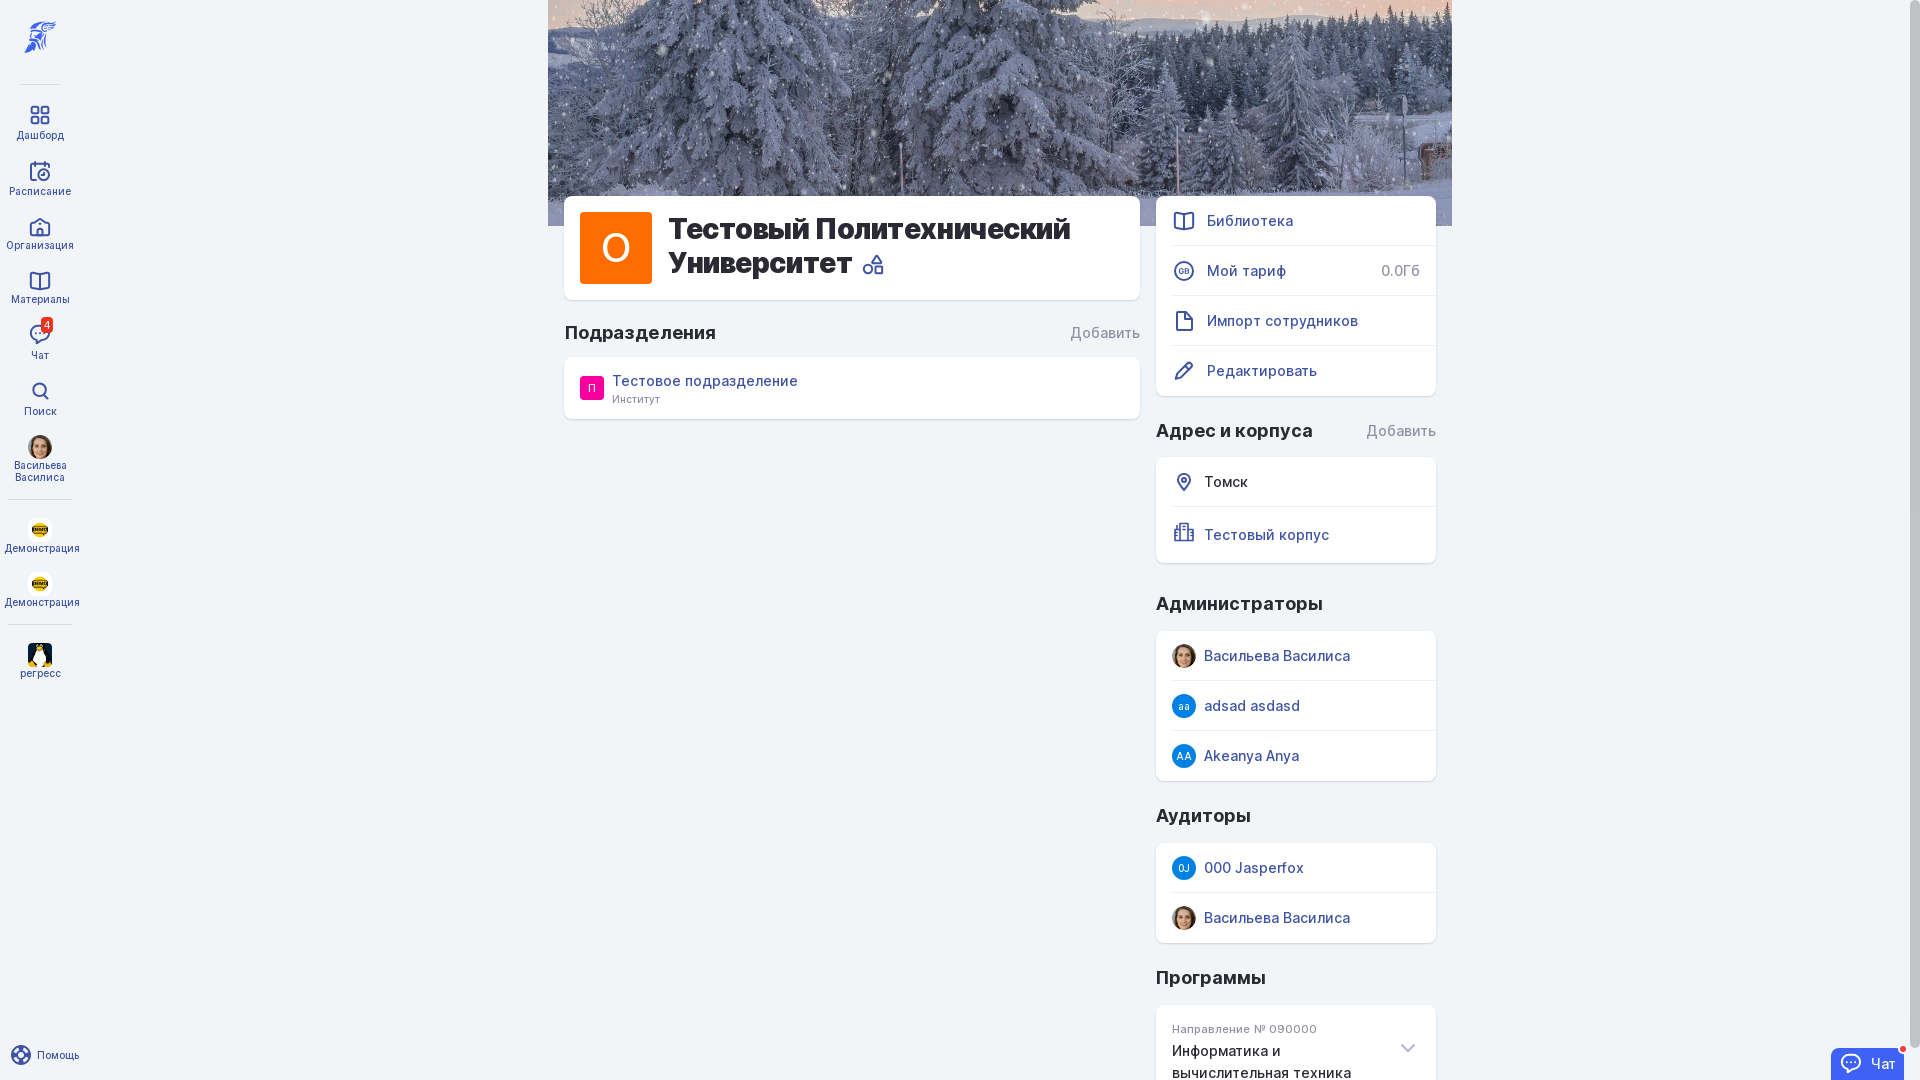 Дашборд
Расписание
Организация
Материалы
4
Чат
Поиск
Васильева
Василиса
DEMO
Демонстрация
DEMO
Демонстрация
регресс
Помощь
О
Тестовый Политехнический
Университет
Подразделения
Добавить
П
Тестовое подразделение
Институт
Библиотека
GB
Мой тариф
0.0Гб
Импорт сотрудников
Редактировать
Адрес и корпуса
Добавить
Томск
Тестовый корпус
Администраторы
Васильева Василиса
aa
adsad asdasd
AA
Akeanya Anya
Аудиторы
0J
000 Jasperfox
Васильева Василиса
Программы
Направление № 090000
Информатика и
вычислительная техника
Чат